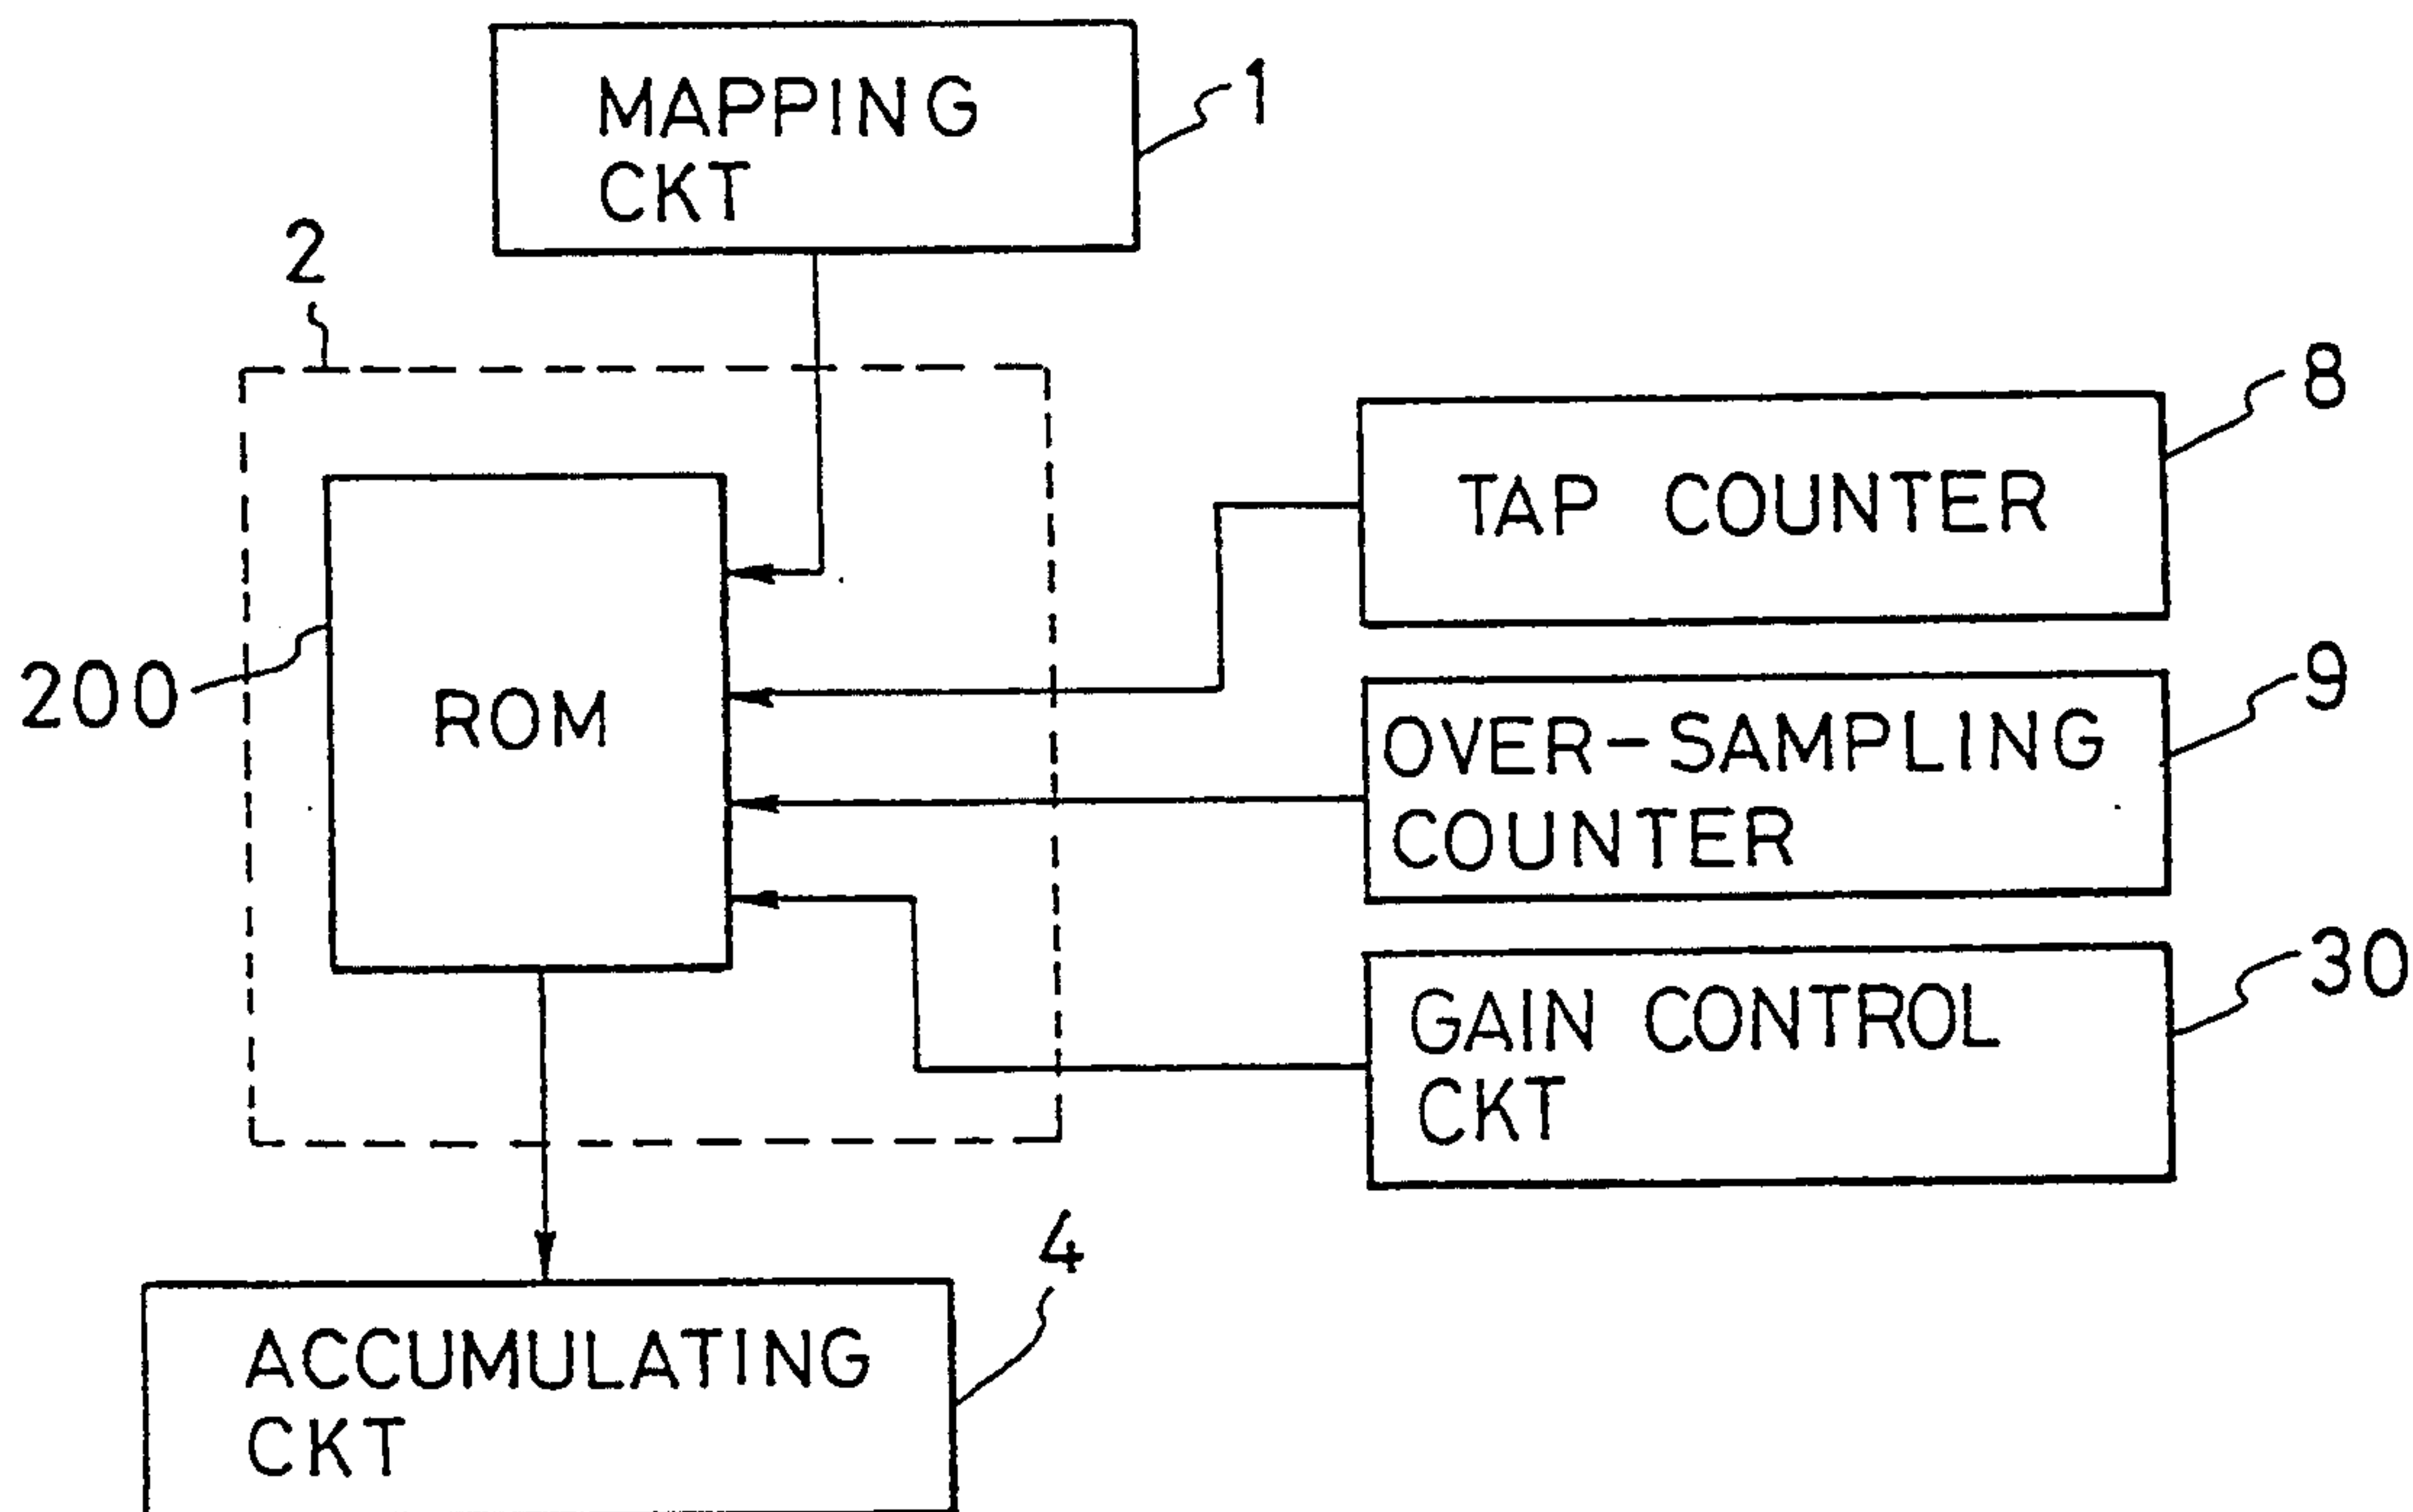 MAPPING
CKT
1
2
8
TAP COUNTER
200
ROM
9
OVER-SAMPLING
COUNTER
30
GAIN CONTROL
CKT
4
ACCUMULATING
CKT